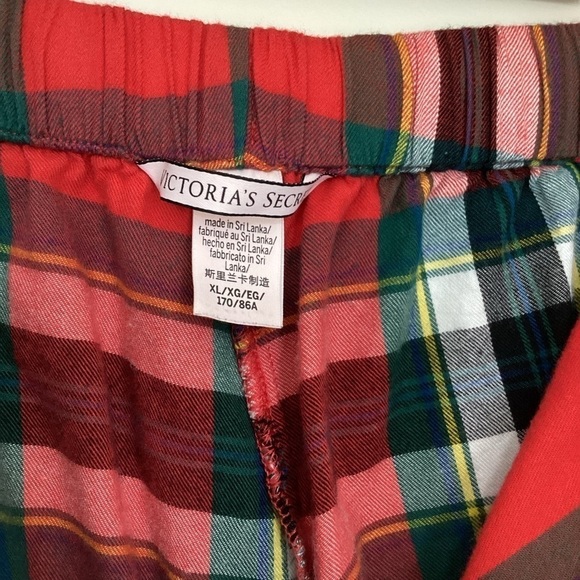 VICTORIA'S SECR
made in Sri Lanka/
fabriqué au Sri Lanka/
hecho en Sri Lanka/
fabbricato in Sri
Lanka/
斯里兰卡制造
XL/XG/EG/
170/86A